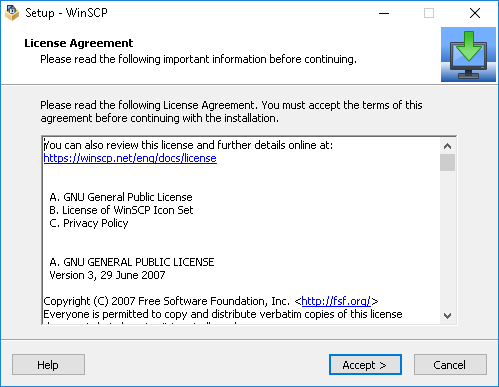 Setup - WinSCP
License Agreement
Please read the following important information before continuing.
Please read the following License Agreement. You must accept the terms of this
agreement before continuing with the installation.
You can also review this license and further details online at:
https://winscp.net/eng/docs/license
A. GNU General Public License
B. License of WinSCP Icon Set
C. Privacy Policy
A. GNU GENERAL PUBLIC LICENSE
Version 3, 29 June 2007
Copyright (C) 2007 Free Software Foundation, Inc. <http://fsf.org/>
Everyone is permitted to copy and distribute verbatim copies of this license
Help
Accept >
Cancel